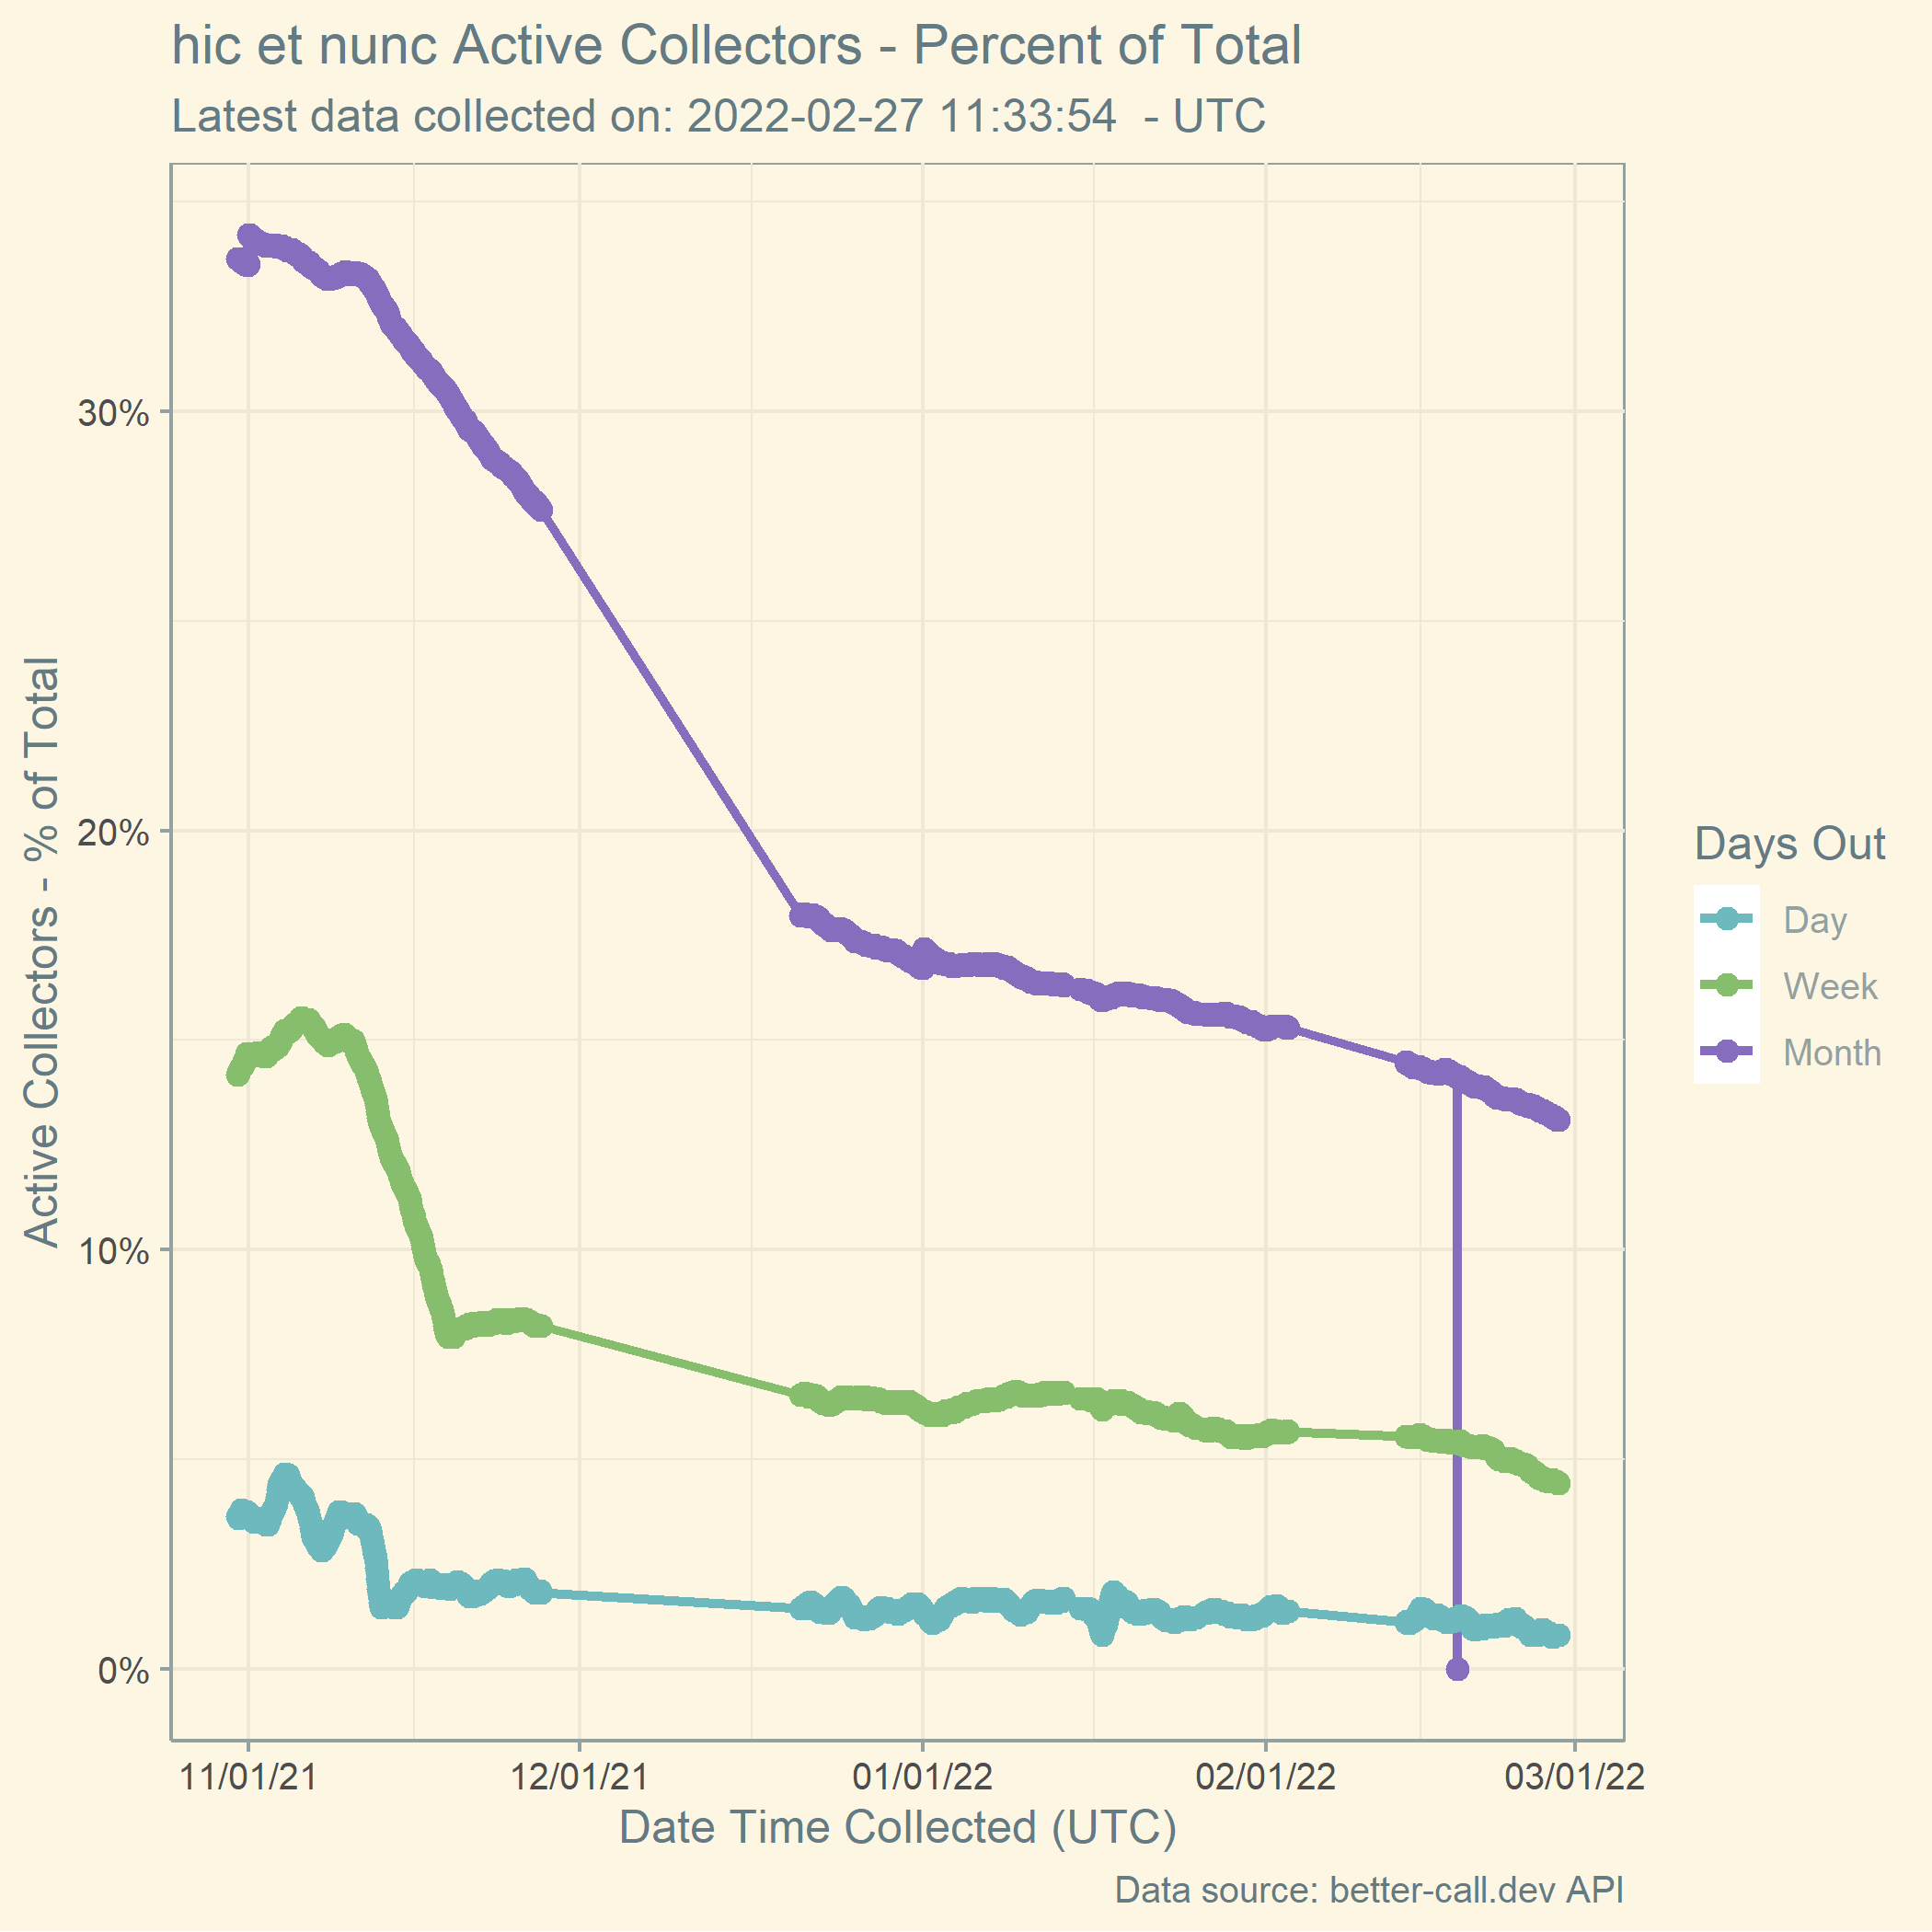 hic et nunc Active Collectors - Percent of Total
Latest data collected on: 2022-02-27 11:33:54  - UTC
Active Collectors - % of Total
30%
20%
10%
0%
11/01/21
12/01/21
01/01/22
02/01/22
03/01/22
Date Time Collected (UTC)
Days Out
Day
Week
Month
Data source: better-call.dev API